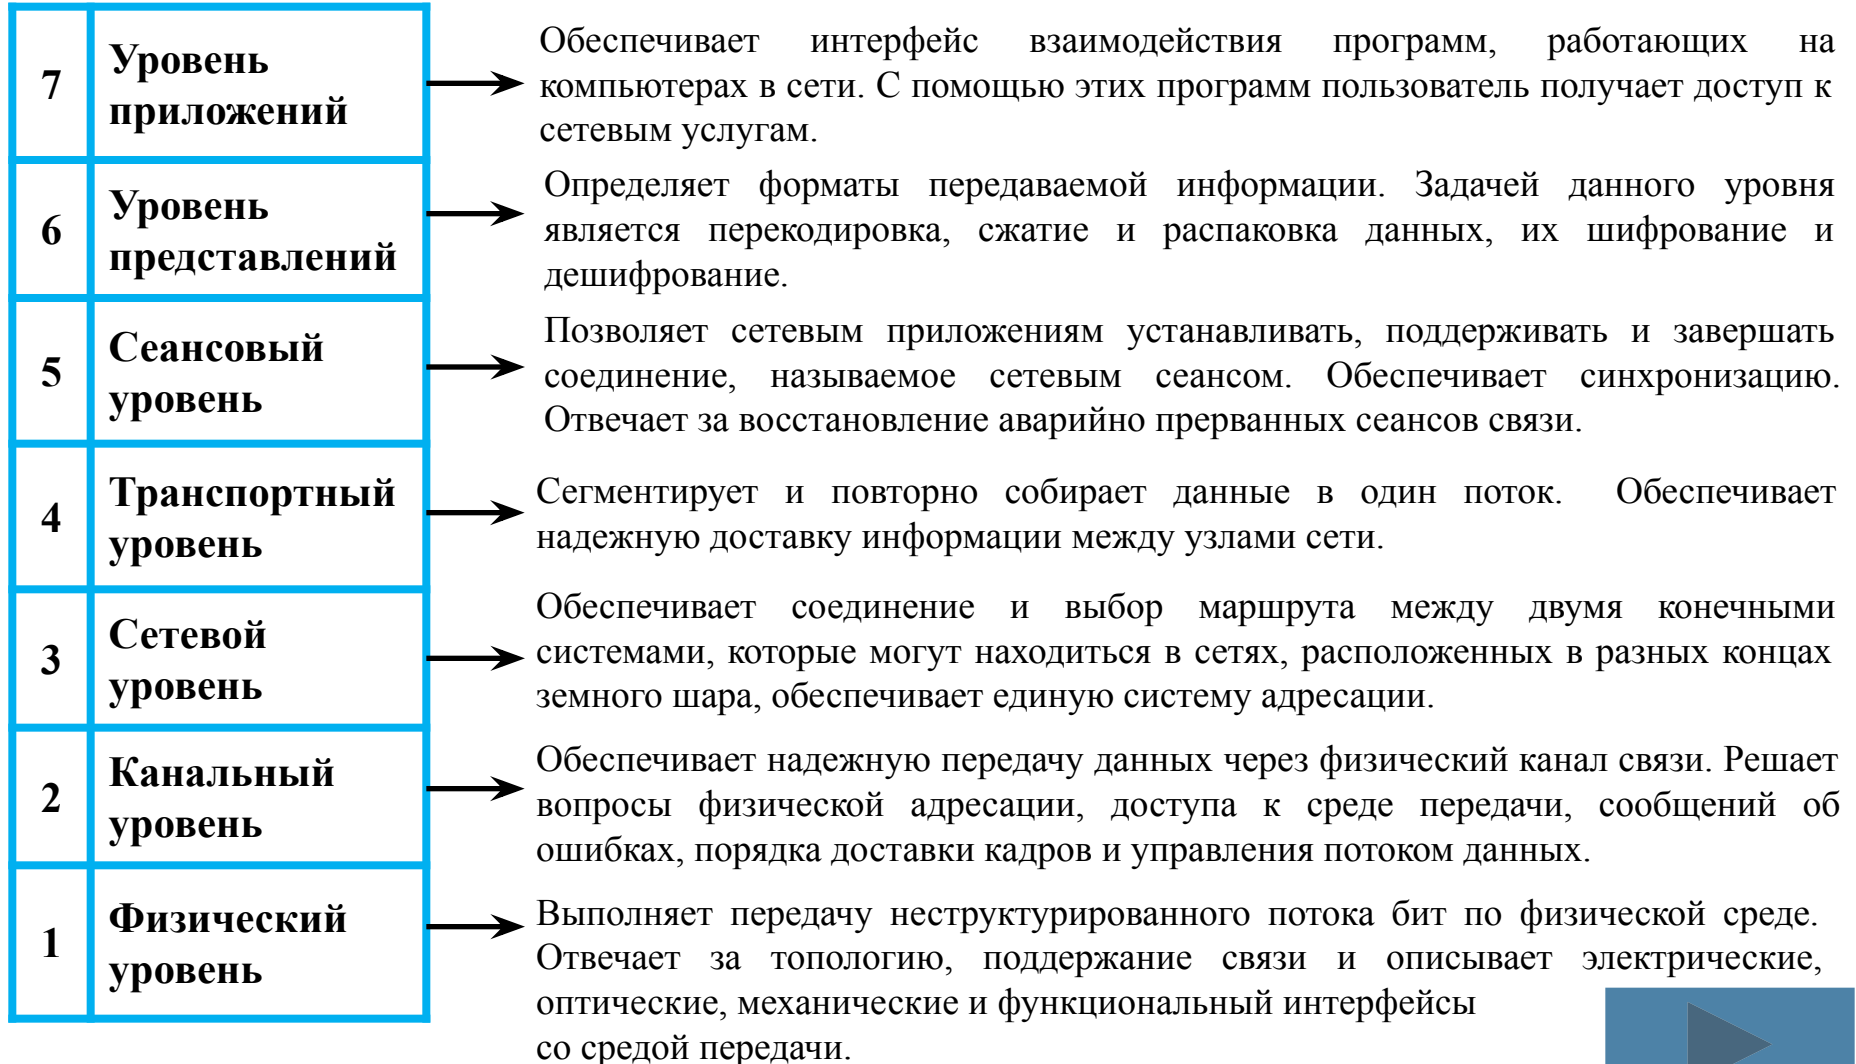 7
Уровень
приложений
Обеспечивает интерфейс взаимодействия программ, работающих на
компьютерах в сети. С помощью этих программ пользователь получает доступ к
сетевым услугам.
6
Уровень
представлений
Определяет форматы передаваемой информации. Задачей данного уровня
является перекодировка, сжатие и распаковка данных, их шифрование и
дешифрование.
5
Сеансовый
уровень
Позволяет сетевым приложениям устанавливать, поддерживать и завершать
соединение, называемое сетевым сеансом. Обеспечивает синхронизацию.
Отвечает за восстановление аварийно прерванных сеансов связи.
4
Транспортный
уровень
Сегментирует и повторно собирает данные в один поток. Обеспечивает
надежную доставку информации между узлами сети.
3
Сетевой
уровень
Обеспечивает соединение и выбор маршрута между двумя конечными
системами, которые могут находиться в сетях, расположенных в разных концах
земного шара, обеспечивает единую систему адресации.
2
Канальный
уровень
Обеспечивает надежную передачу данных через физический канал связи. Решает
вопросы физической адресации, доступа к среде передачи, сообщений об
ошибках, порядка доставки кадров и управления потоком данных.
1
Физический
уровень
Выполняет передачу неструктурированного потока бит по физической среде.
Отвечает за топологию, поддержание связи и описывает электрические,
оптические, механические и функциональный интерфейсы
со средой передачи.